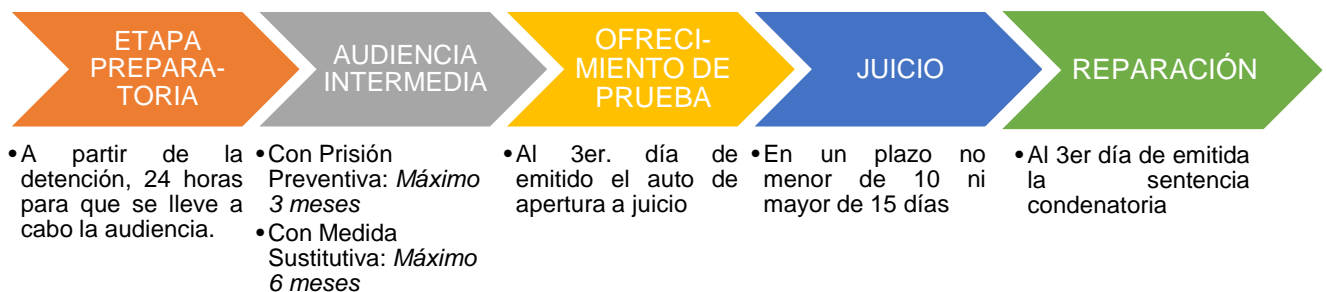 ETAPA
PREPARA-
TORIA
AUDIENCIA
INTERMEDIA
OFRECI-
MIENTO DE
PRUEBA
JUICIO
REPARACIÓN
•A partir de la
detención, 24 horas
para que se lleve a
cabo la audiencia.
•Con Prisión
Preventiva: Máximo
3 meses
•Con Medida
Sustitutiva: Máximo
6 meses
•Al 3er. día de
emitido el auto de
apertura a juicio
•En un plazo no
menor de 10 ni
mayor de 15 días
•Al 3er día de emitida
la sentencia
condenatoria